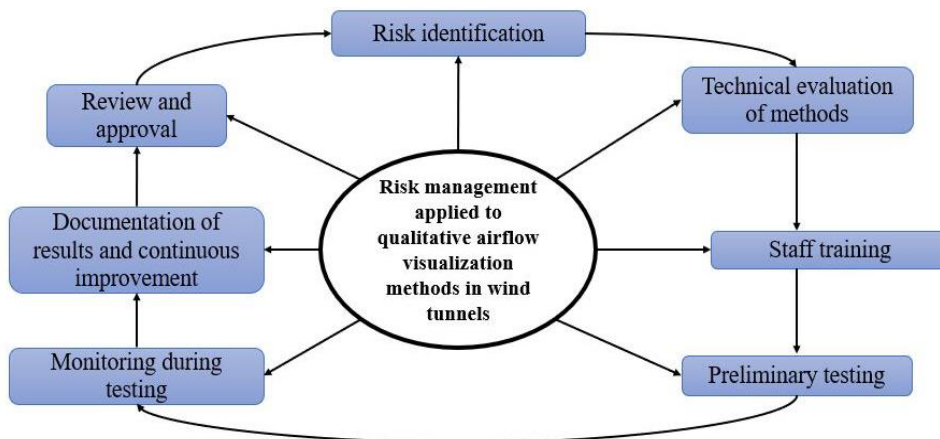 Risk identification
Technical evaluation
of methods
Staff training
Preliminary testing
Monitoring during
testing
Documentation of
results and continuous
improvement
Review and
approval
Risk management
applied to
qualitative airflow
visualization
methods in wind
tunnels